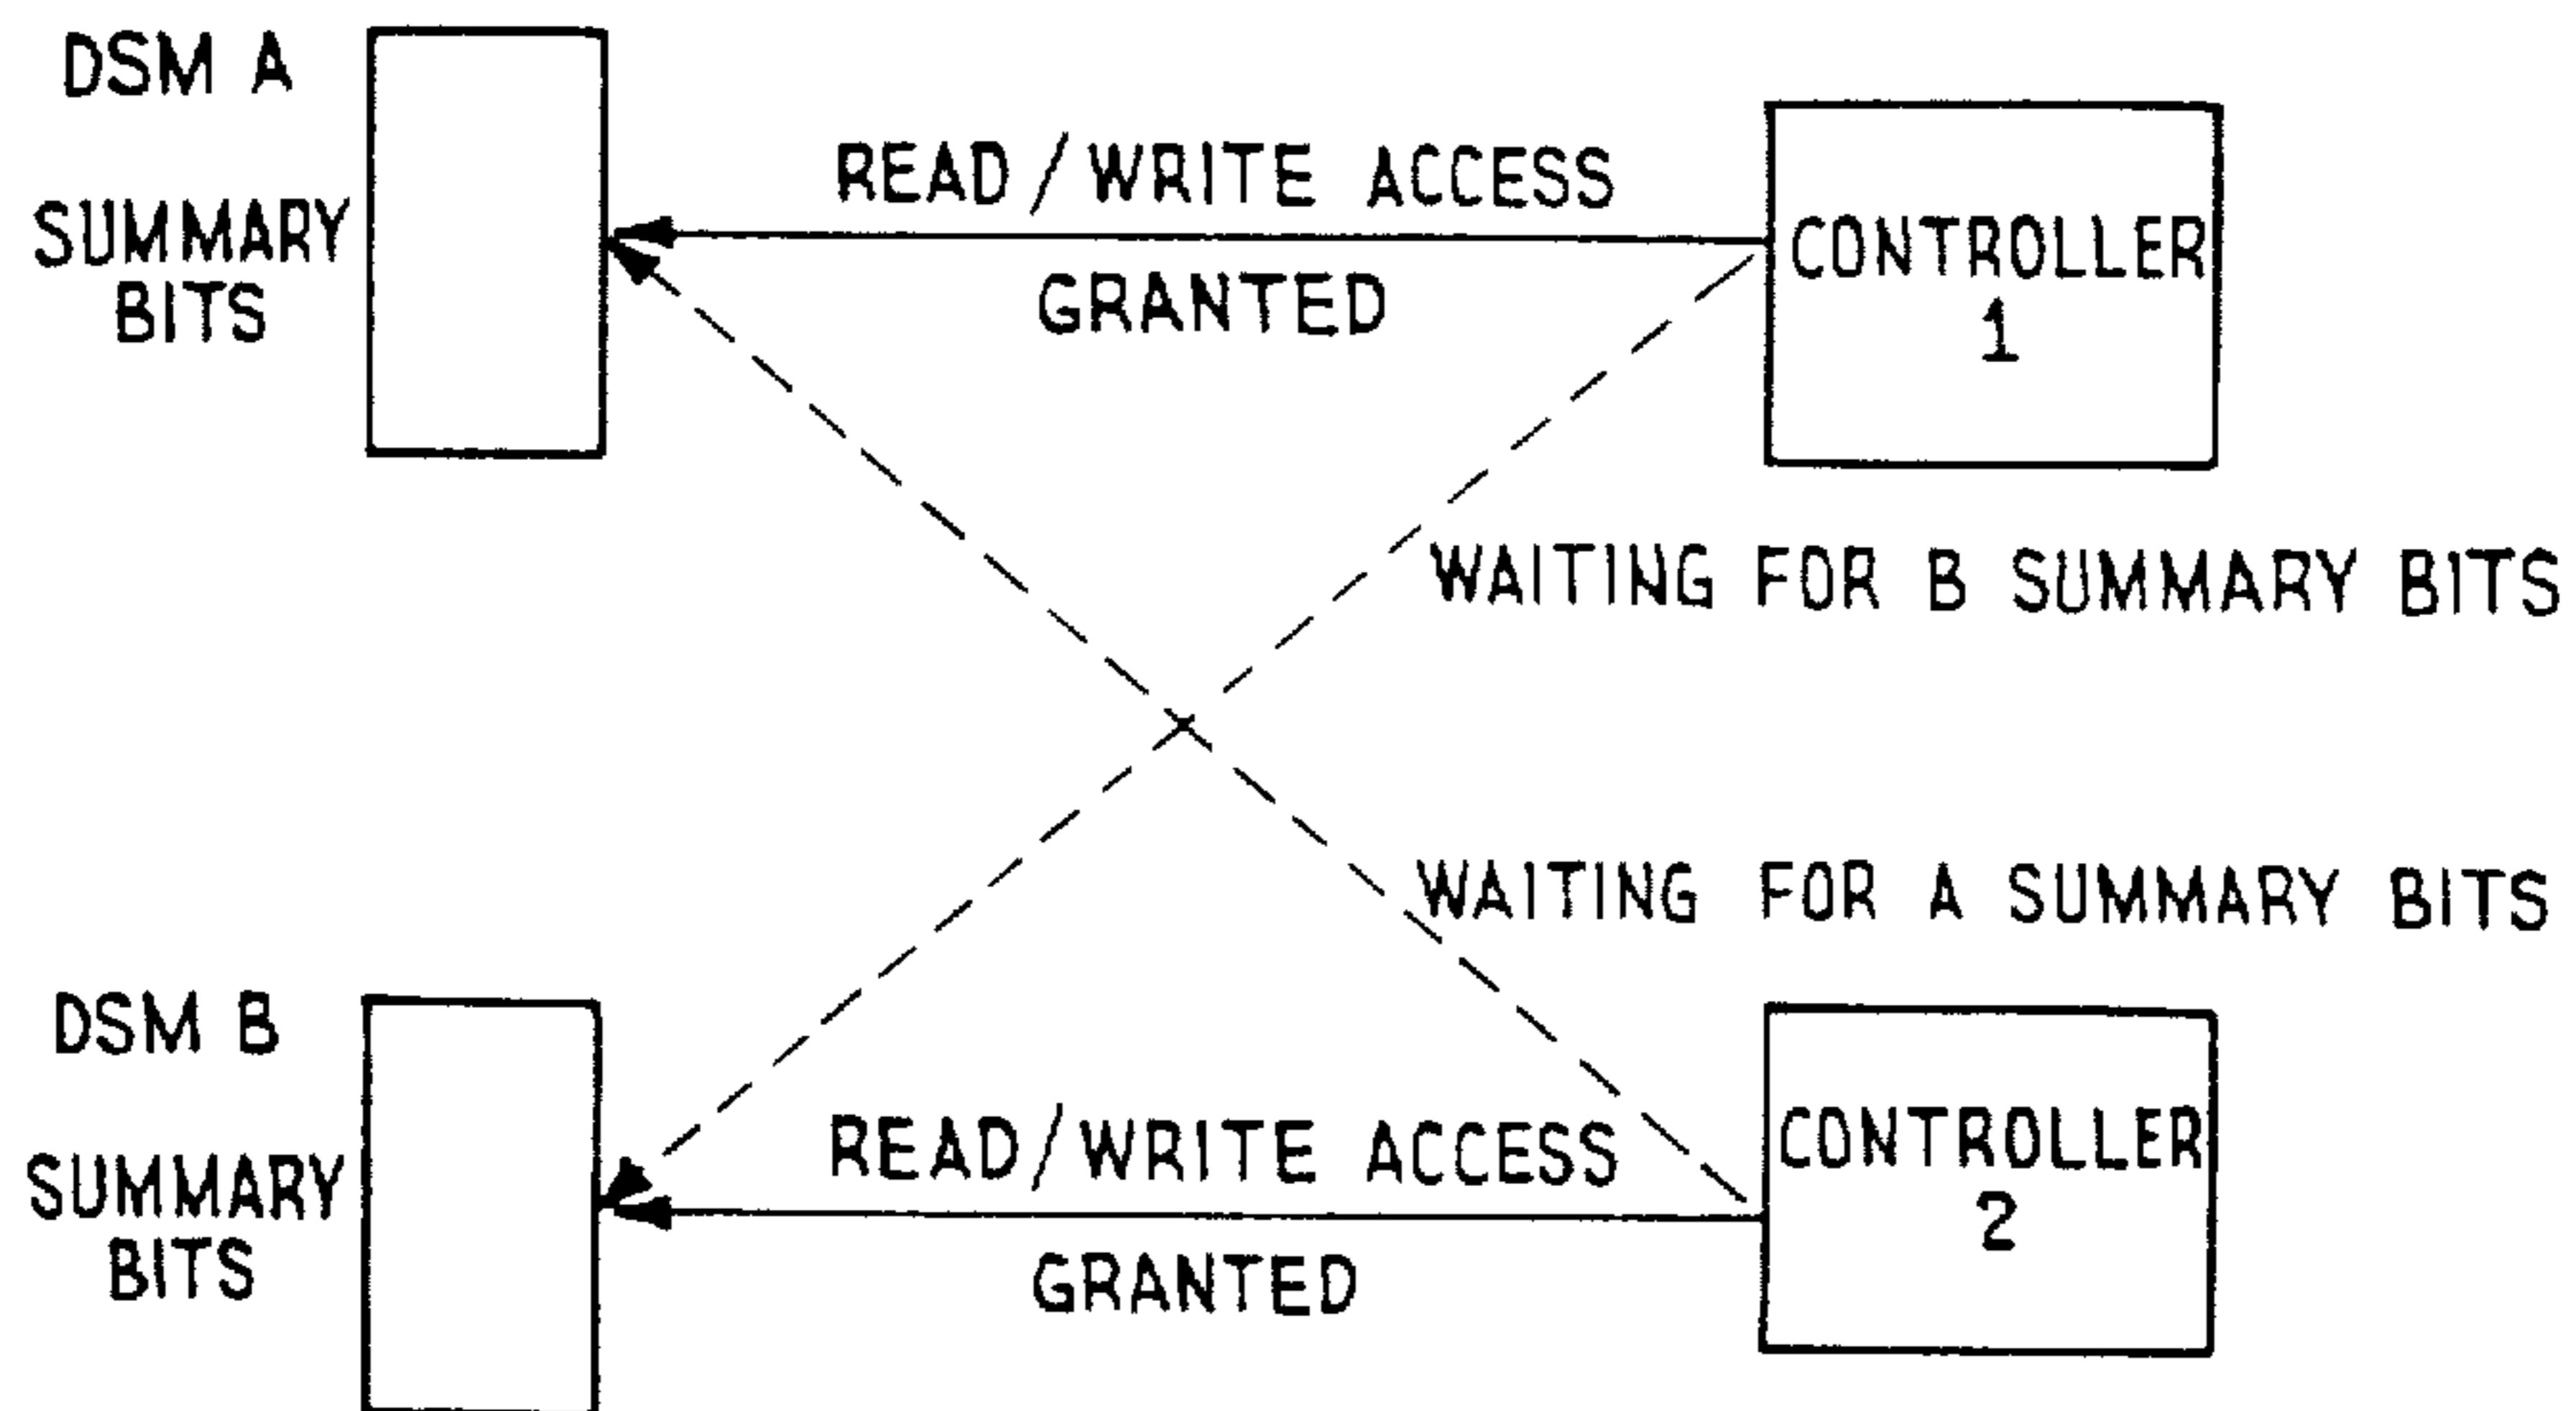 DSM A
SUMMARY
BITS
READ/WRITE ACCESS
GRANTED
CONTROLLER
1
WAITING FOR B SUMMARY BITS
WAITING FOR A SUMMARY BITS
DSM B
SUMMARY
BITS
READ/WRITE ACCESS
GRANTED
CONTROLLER
2